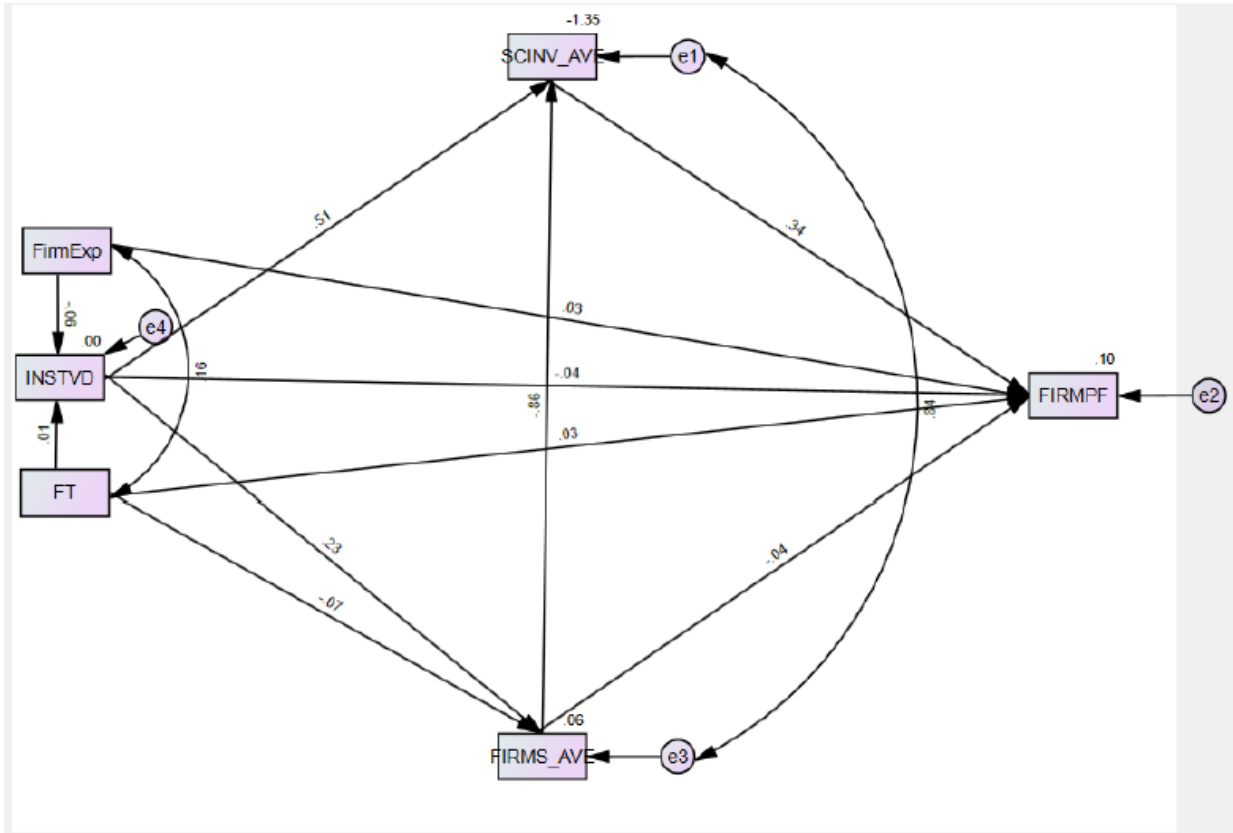 -1.35
SCINV_AVE
e1
.51
.34
FirmExp
-.06
.03
e4
.00
.16
INSTVD
-.04
.10
FIRMPF
e2
-.86
.84
.01
.03
FT
.23
-.04
-.07
.06
FIRMS_AVE
e3